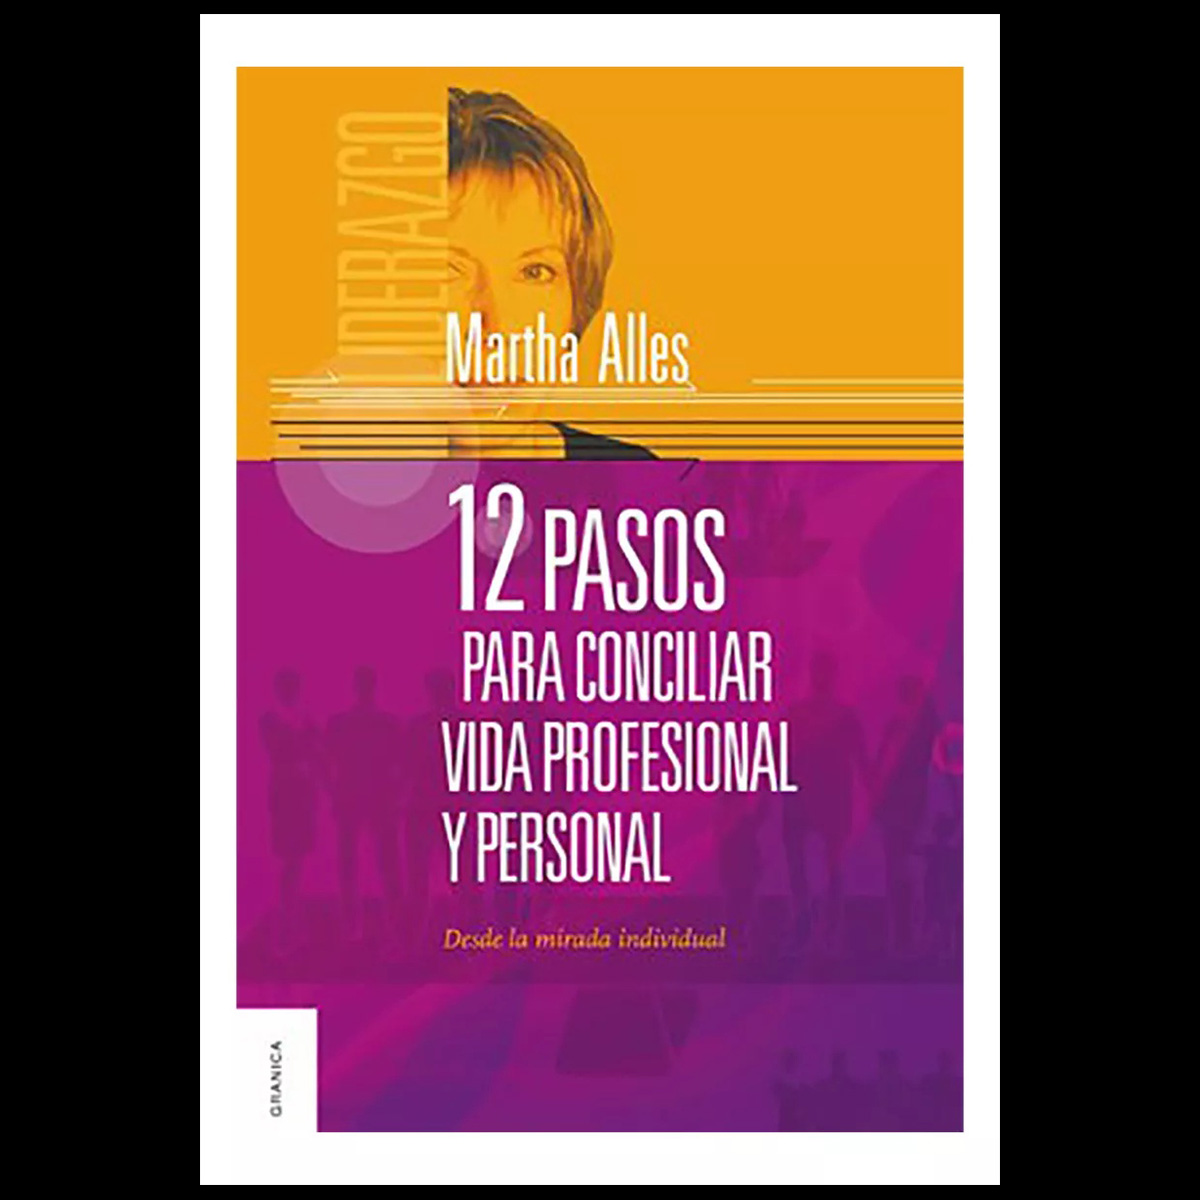 LIDERAZGO
Martha Alles
12 PASOS
PARA CONCILIAR
VIDA PROFESIONAL
Y PERSONAL
Desde la mirada individual
GRANICA